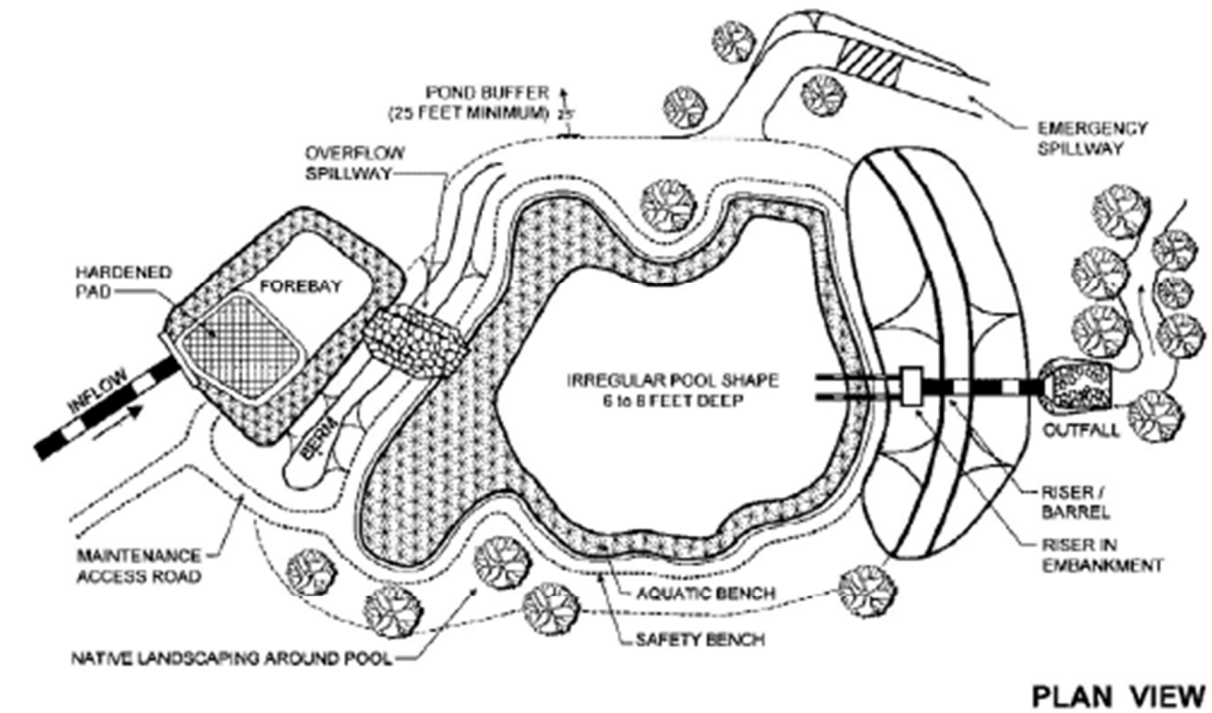 POND BUFFER
(25 FEET MINIMUM) 25'
EMERGENCY
SPILLWAY
OVERFLOW
SPILLWAY
HARDENED
PAD
FOREBAY
INFLOW
IRREGULAR POOL SHAPE
6 to 8 FEET DEEP
BERM
OUTFALL
RISER /
BARREL
RISER IN
EMBANKMENT
MAINTENANCE
ACCESS ROAD
AQUATIC BENCH
SAFETY BENCH
NATIVE LANDSCAPING AROUND POOL
PLAN VIEW